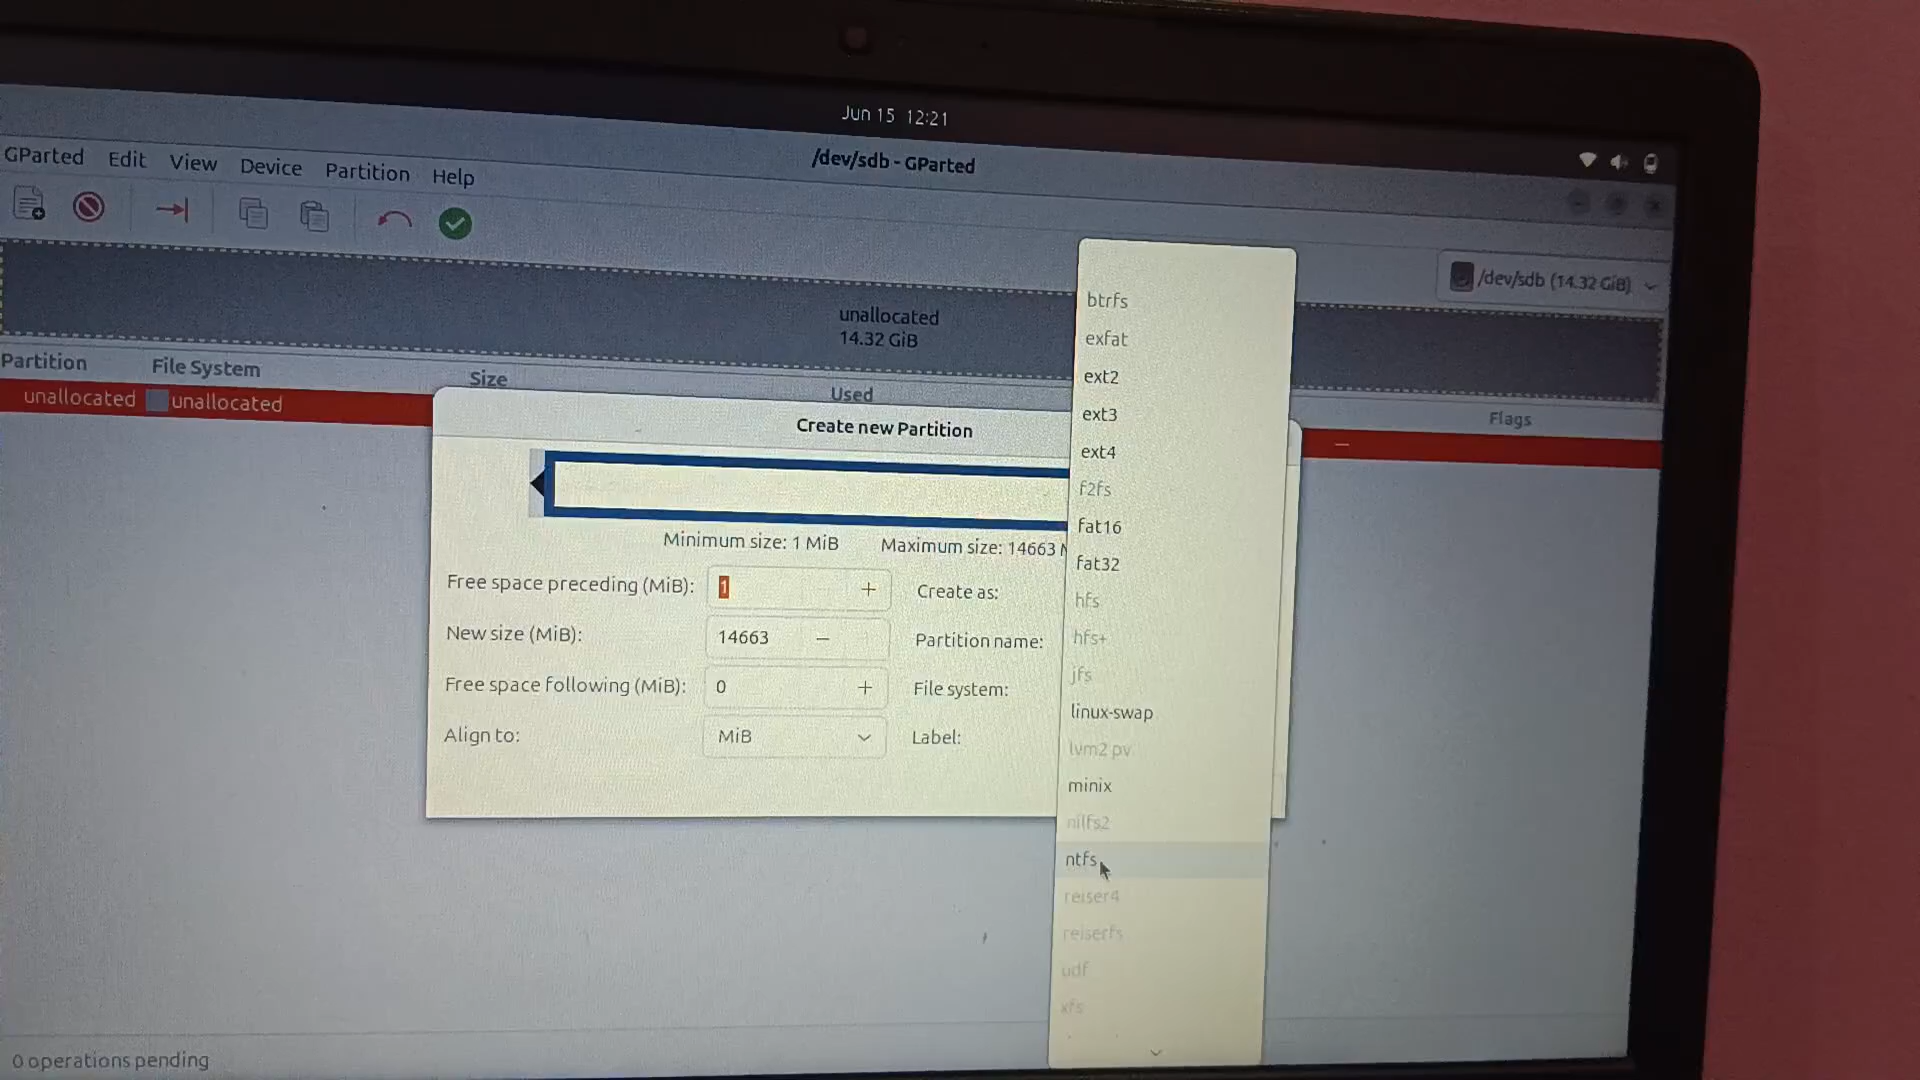 Jun 15 12:21
/dev/sdb - GParted
GParted Edit View Device Partition Help
/dev/sdb (14.32 GiB)
unallocated
14.32 GiB
Partition File System Size Used Flags
unallocated unallocated —
Create new Partition
Minimum size: 1 MiB Maximum size: 14663
Free space preceding (MiB): 1 +
New size (MiB): 14663 —
Free space following (MiB): 0 +
Align to: MiB
Create as:
Partition name:
File system:
Label:
btrfs
exfat
ext2
ext3
ext4
f2fs
fat16
fat32
hfs
hfs+
jfs
linux-swap
lvm2 pv
minix
nilfs2
ntfs
reiser4
reiserfs
udf
xfs
0 operations pending